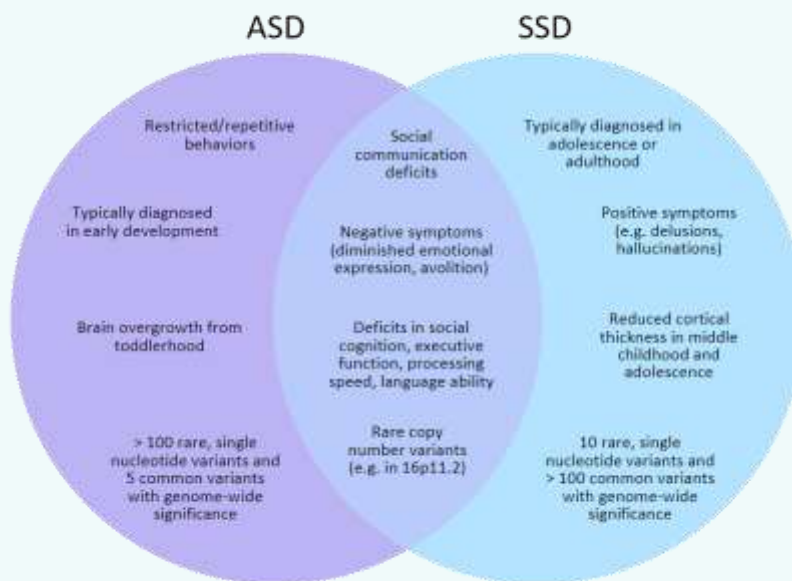 ASD
SSD
Restricted/repetitive
behaviors
Typically diagnosed
in early development
Brain overgrowth from
toddlerhood
> 100 rare, single
nucleotide variants and
5 common variants
with genome-wide
significance
Social
communication
deficits
Negative symptoms
(diminished emotional
expression, avolition)
Deficits in social
cognition, executive
function, processing
speed, language ability
Rare copy
number variants
(e.g. in 16p11.2)
Typically diagnosed in
adolescence or
adulthood
Positive symptoms
(e.g. delusions,
hallucinations)
Reduced cortical
thickness in middle
childhood and
adolescence
10 rare, single
nucleotide variants and
> 100 common variants
with genome-wide
significance